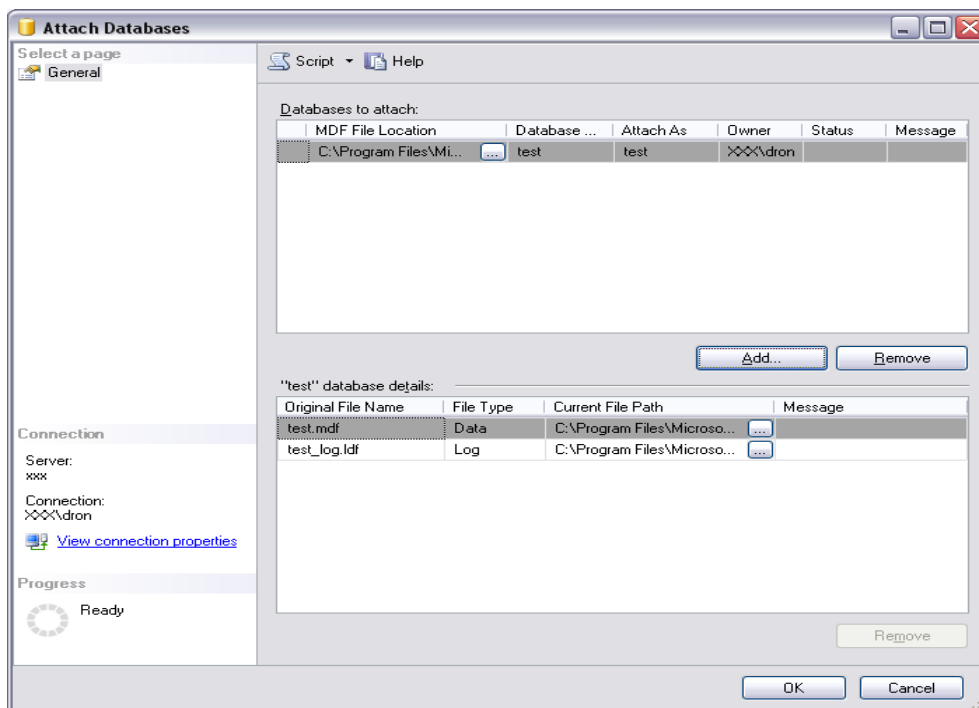 Attach Databases
Select a page
General
Script Help
Databases to attach:
MDF File Location Database ... Attach As Owner Status Message
C:\Program Files\Mi... ... test test XXX\dron
Add... Remove
"test" database details:
Original File Name File Type Current File Path Message
test.mdf Data C:\Program Files\Microso... ...
test_log.ldf Log C:\Program Files\Microso... ...
Remove
Connection
Server:
xxx
Connection:
XXX\dron
View connection properties
Progress
Ready
OK Cancel